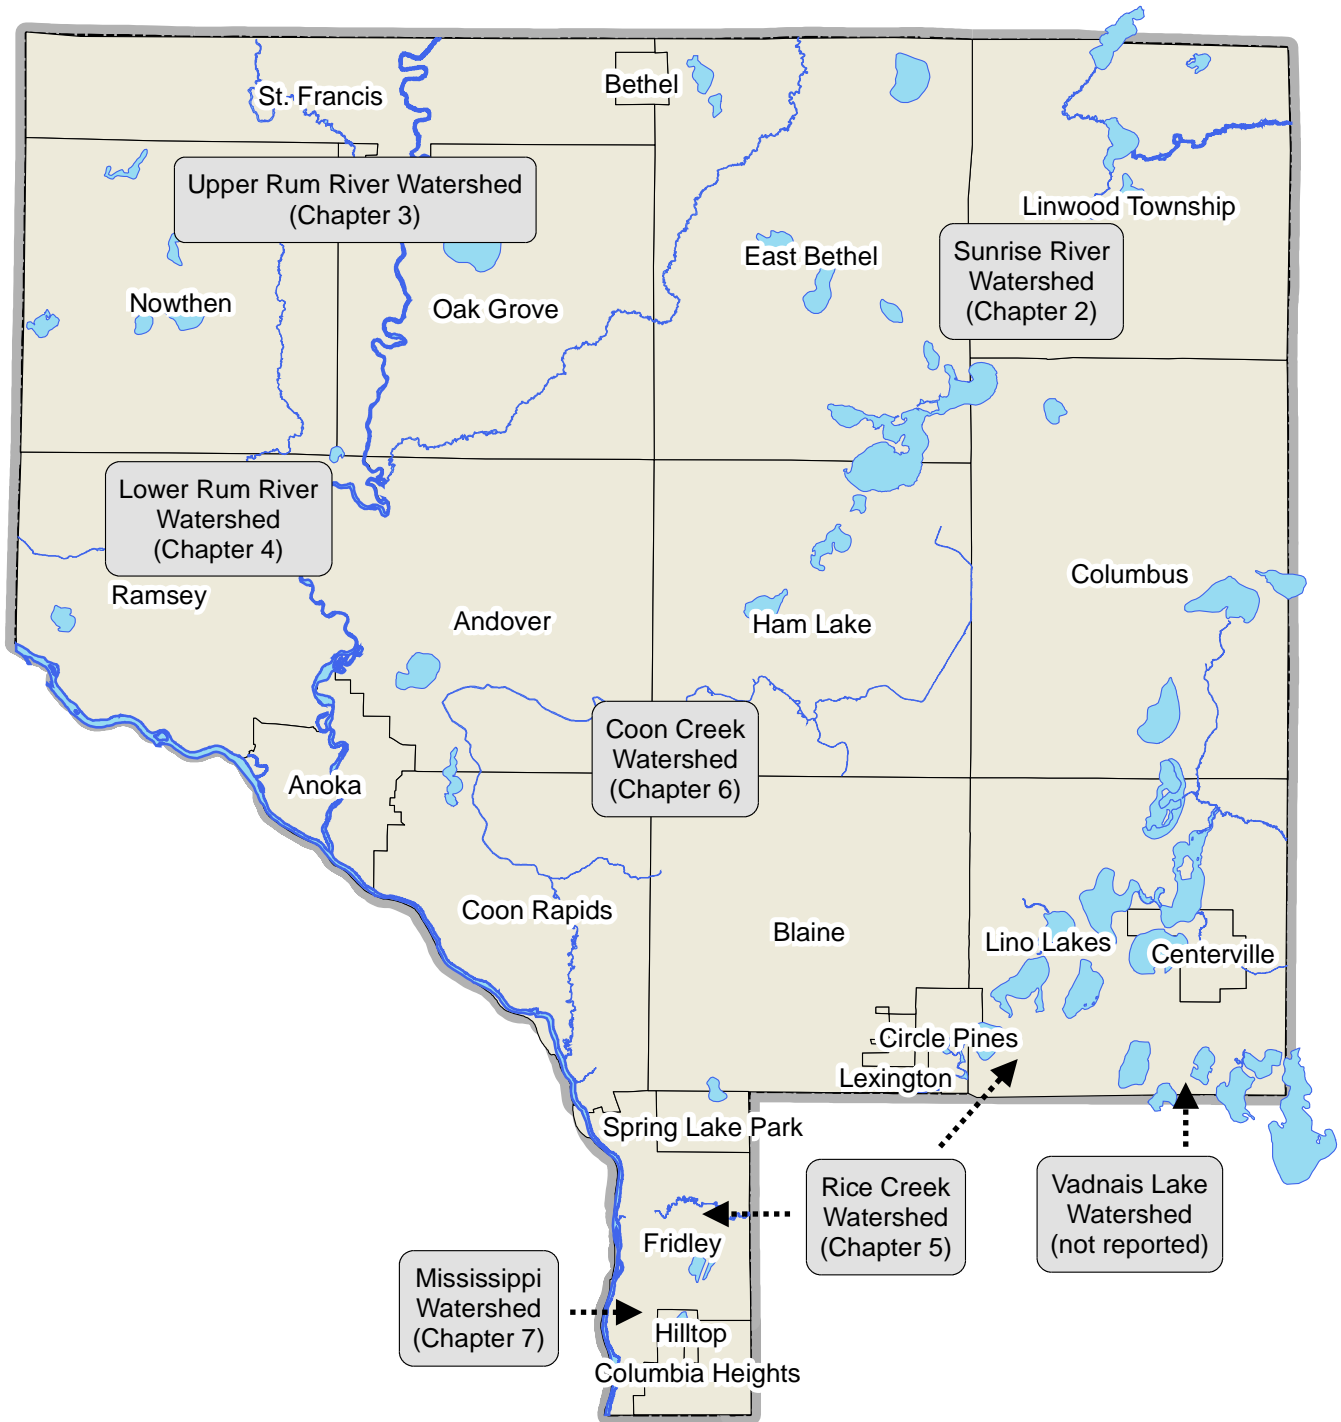 Bethel
St. Francis
Upper Rum River Watershed
(Chapter 3)
Linwood Township
Sunrise River
Watershed
(Chapter 2)
East Bethel
Nowthen
Oak Grove
Lower Rum River
Watershed
(Chapter 4)
Ramsey
Andover
Ham Lake
Columbus
Coon Creek
Watershed
(Chapter 6)
Anoka
Coon Rapids
Blaine
Lino Lakes
Centerville
Circle Pines
Lexington
Spring Lake Park
Rice Creek
Watershed
(Chapter 5)
Vadnais Lake
Watershed
(not reported)
Fridley
Mississippi
Watershed
(Chapter 7)
Hilltop
Columbia Heights